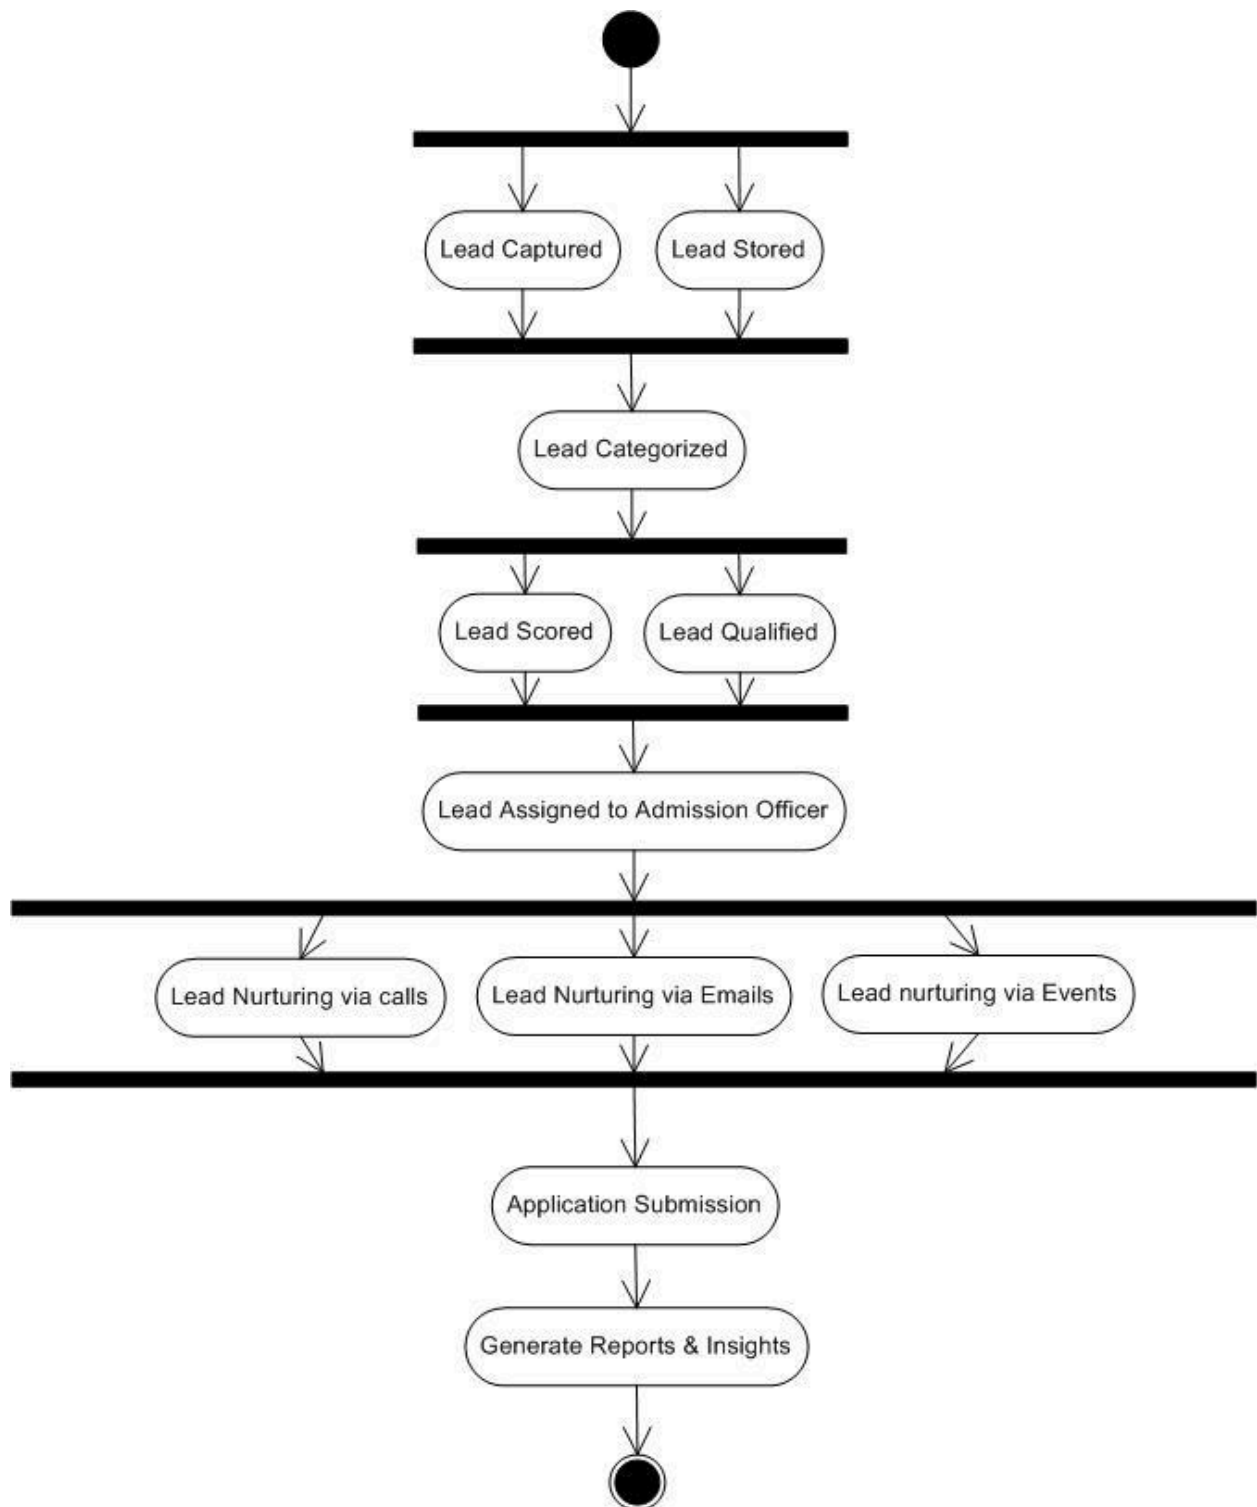 Lead Captured
Lead Stored
Lead Categorized
Lead Scored
Lead Qualified
Lead Assigned to Admission Officer
Lead Nurturing via calls
Lead Nurturing via Emails
Lead nurturing via Events
Application Submission
Generate Reports & Insights